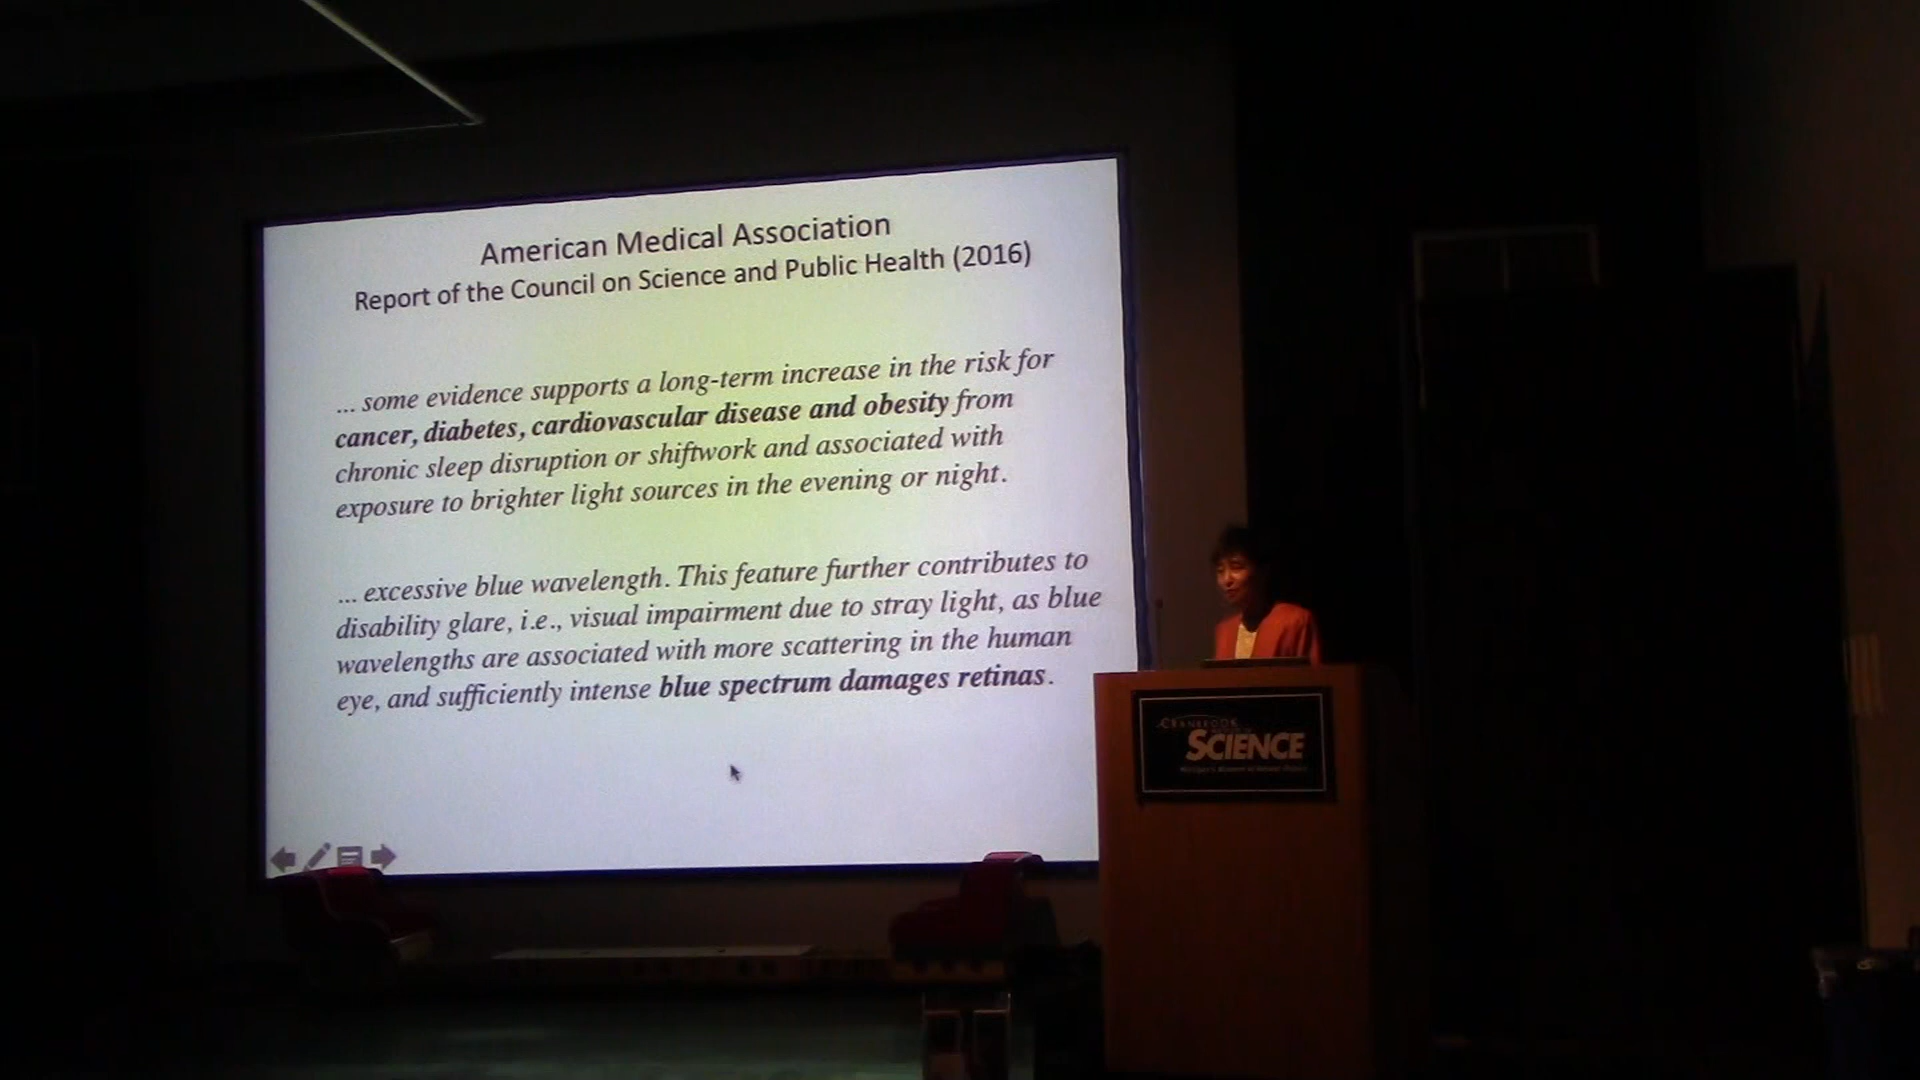 American Medical Association
Report of the Council on Science and Public Health (2016)
... some evidence supports a long-term increase in the risk for
cancer, diabetes, cardiovascular disease and obesity from
chronic sleep disruption or shiftwork and associated with
exposure to brighter light sources in the evening or night.
... excessive blue wavelength. This feature further contributes to
disability glare, i.e., visual impairment due to stray light, as blue
wavelengths are associated with more scattering in the human
eye, and sufficiently intense blue spectrum damages retinas.
CRANBROOK
SCIENCE